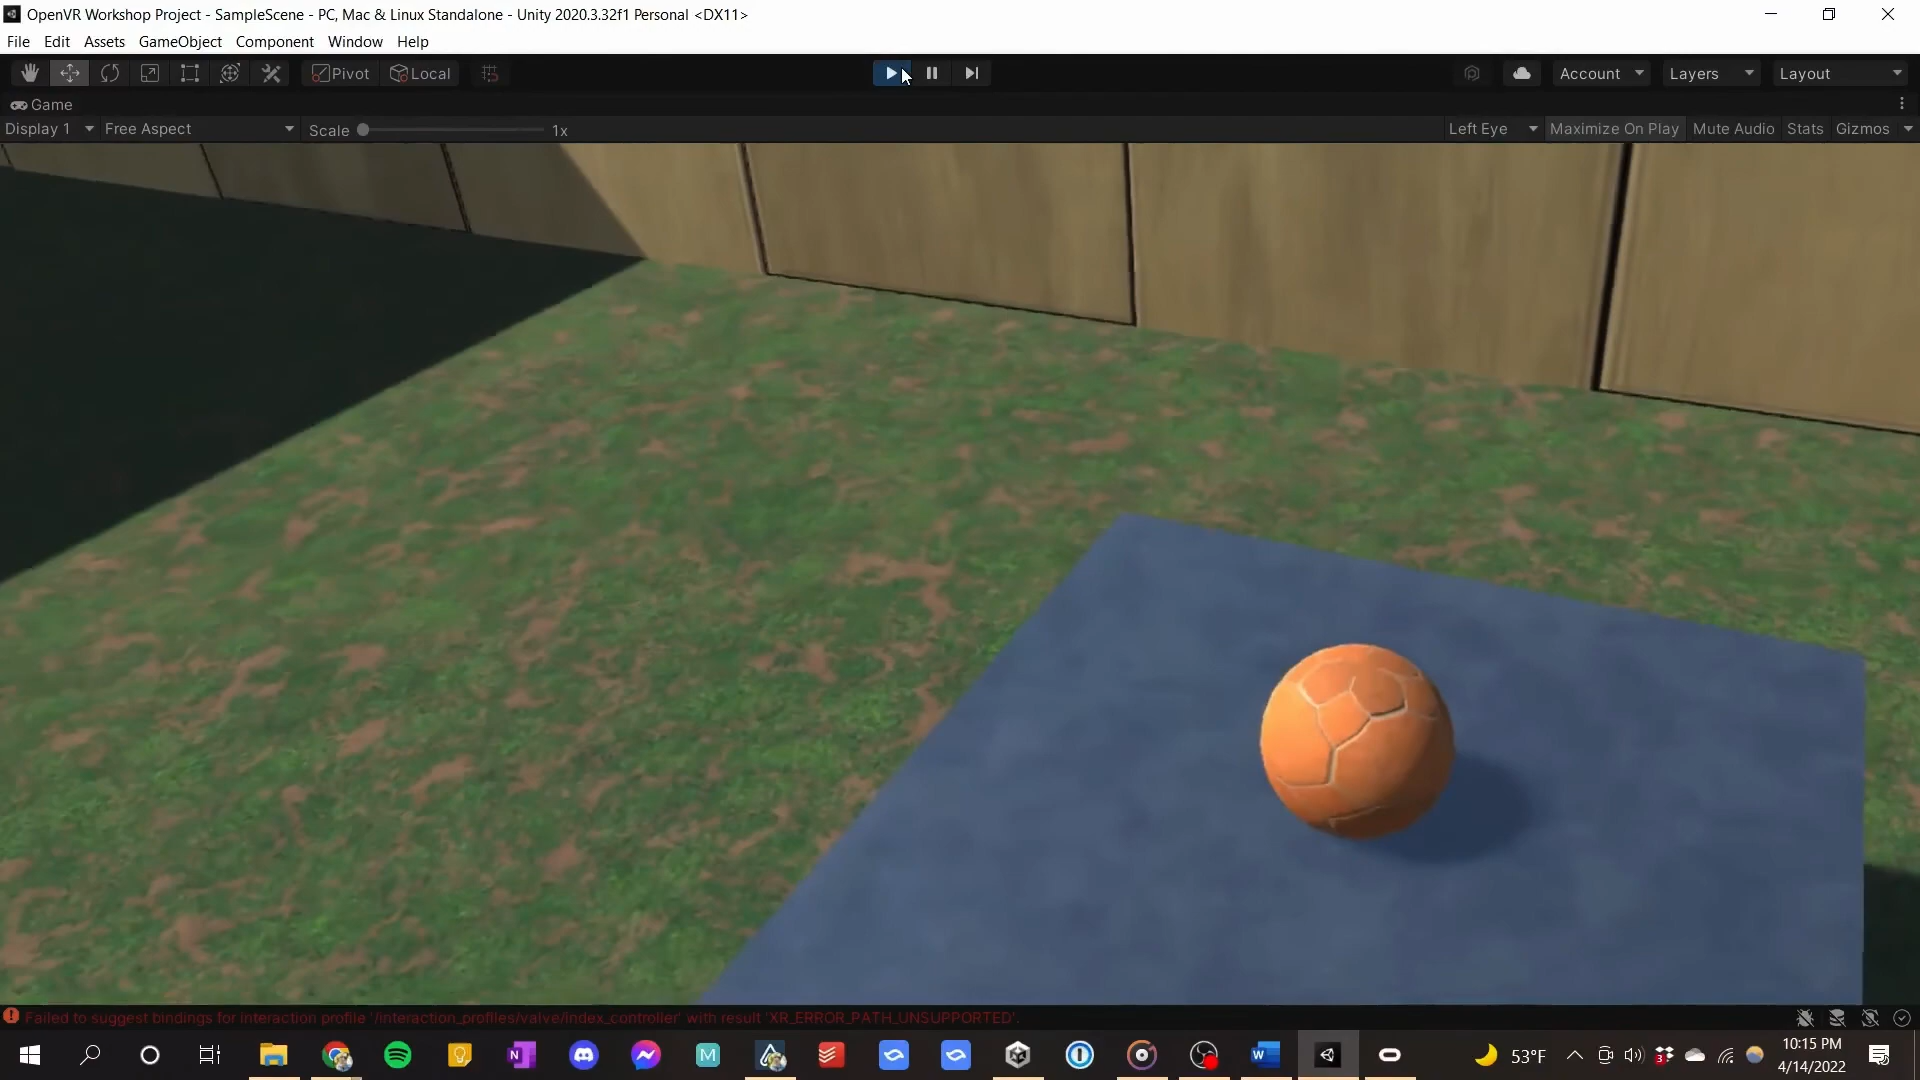 OpenVR Workshop Project - SampleScene - PC, Mac & Linux Standalone - Unity 2020.3.32f1 Personal <DX11>
File Edit Assets GameObject Component Window Help
Pivot Local Account Layers Layout
Game
Display 1 Free Aspect Scale 1x Left Eye Maximize On Play Mute Audio Stats Gizmos
Failed to suggest bindings for interaction profile '/interaction_profiles/valve/index_controller' with result 'XR_ERROR_PATH_UNSUPPORTED'.
53°F
10:15 PM
4/14/2022